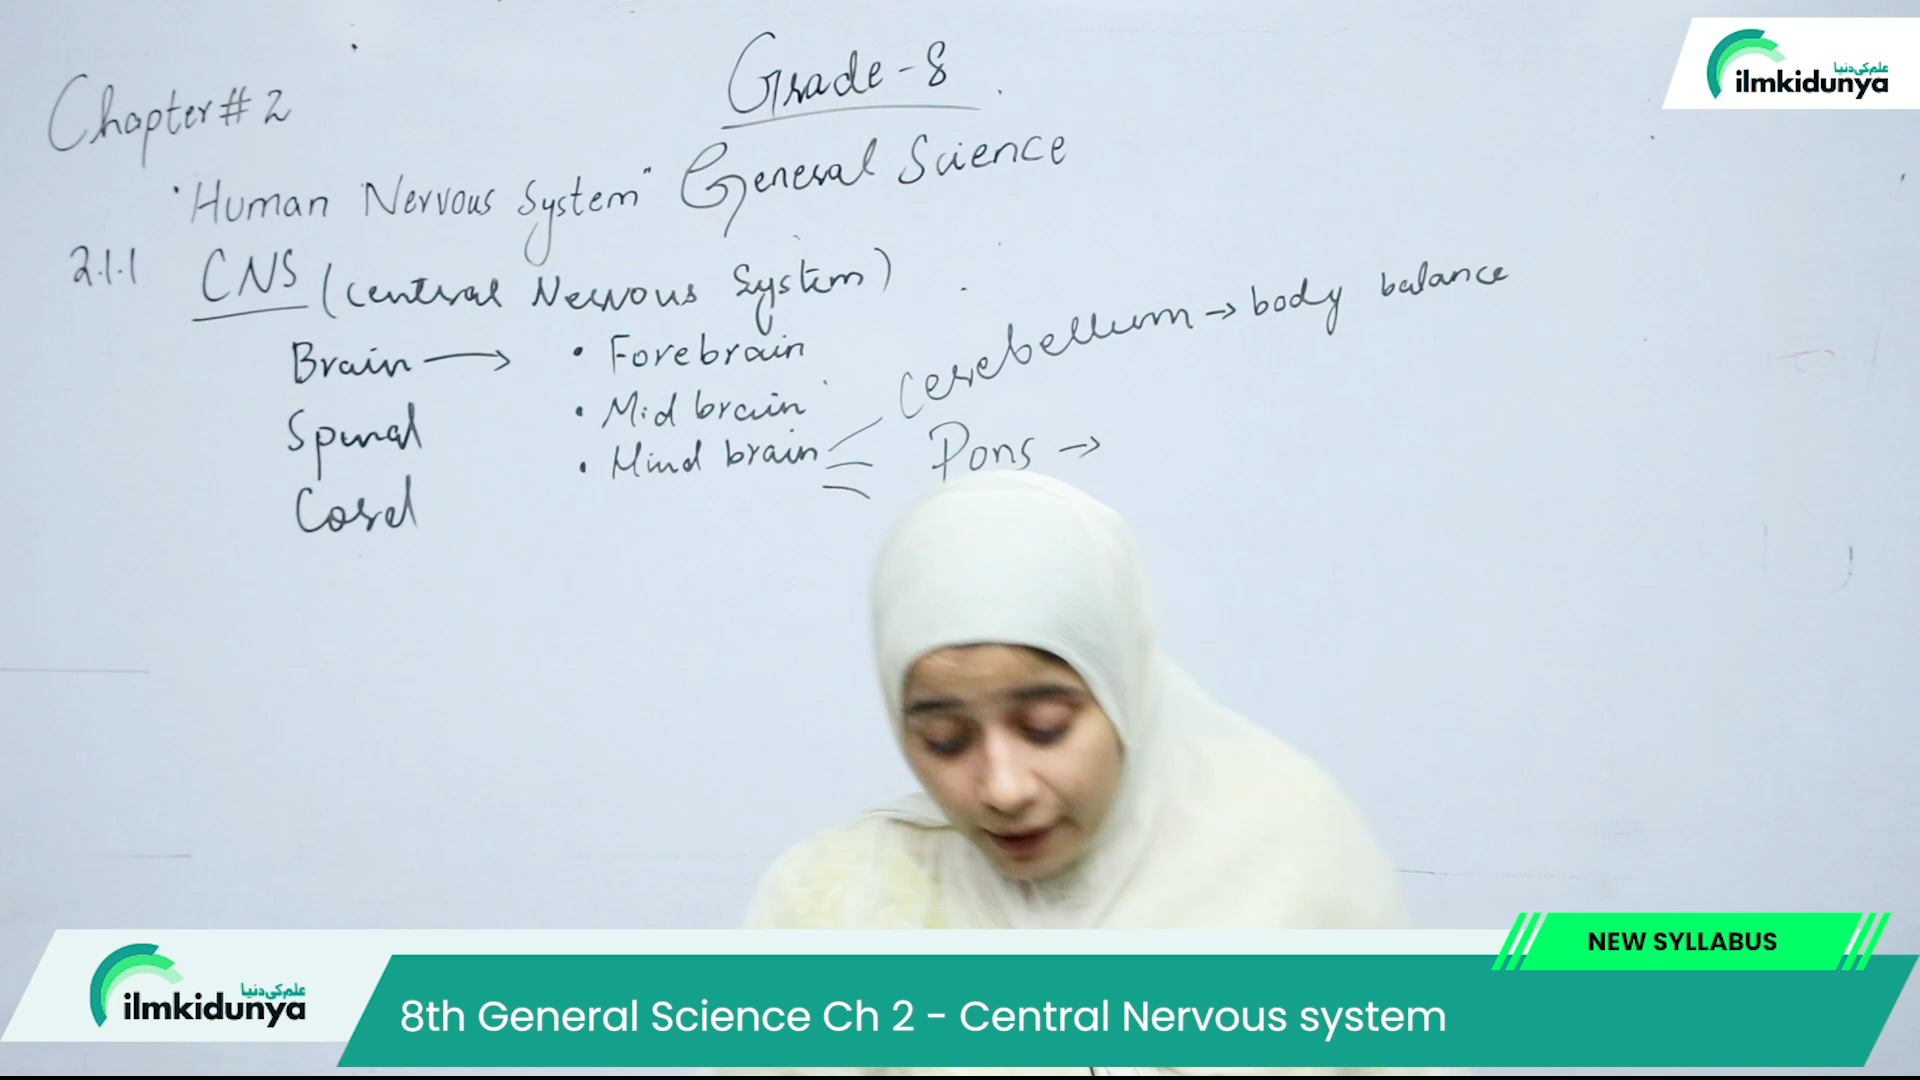 Grade-8
Chapter # 2
"Human Nervous System" General Science
2.1.1 CNS (Central Nervous System)
Brain → • Forebrain
Cerebellum → body balance
Spinal • Mid brain
• Hind brain Pons →
Cord
علم کی دنیا
ilmkidunya
NEW SYLLABUS
علم کی دنیا
ilmkidunya
8th General Science Ch 2 - Central Nervous system